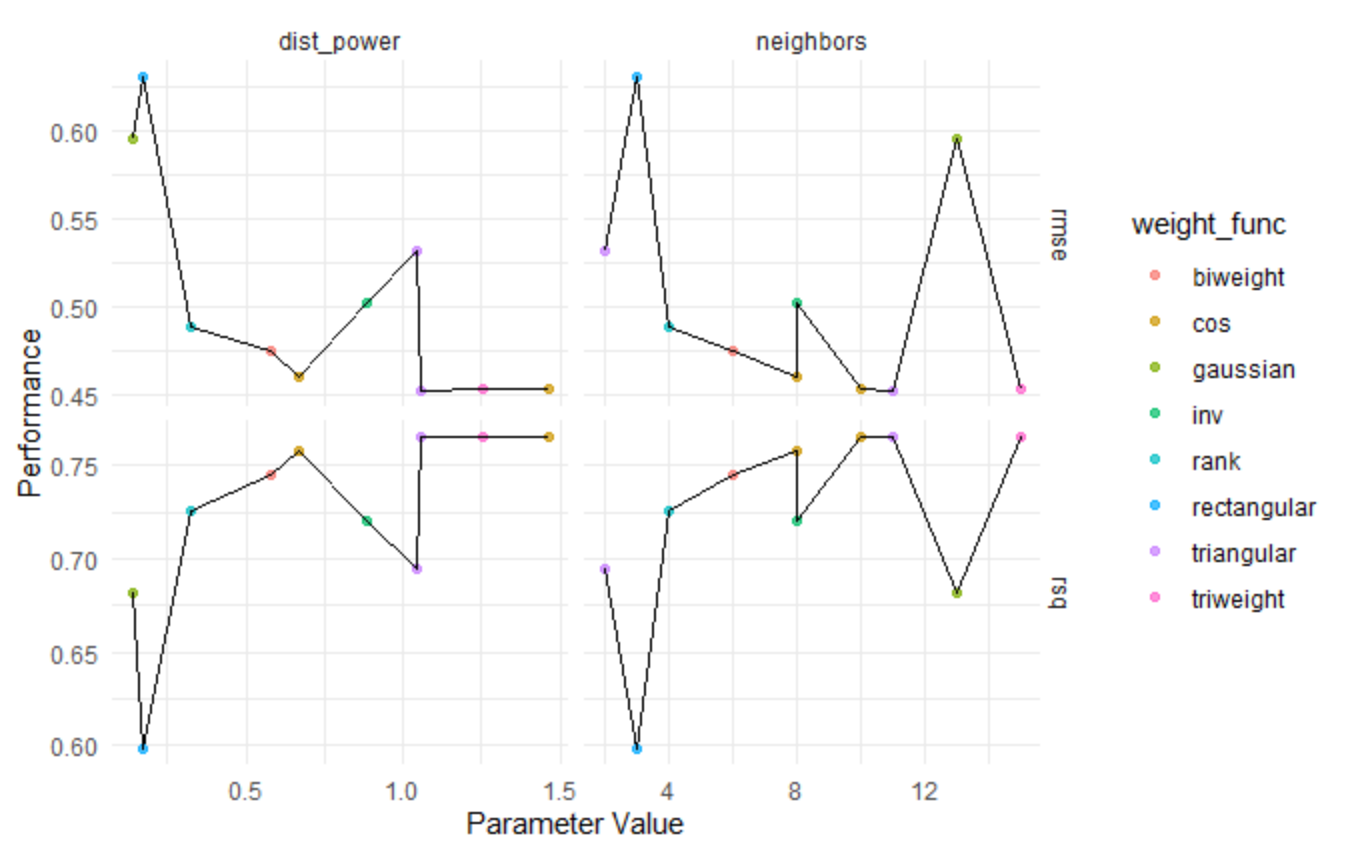 dist_power
neighbors
0.60
0.55
0.50
0.45
rmse
0.75
0.70
0.65
0.60
rsq
Performance
0.5
1.0
1.5
4
8
12
Parameter Value
weight_func
biweight
cos
gaussian
inv
rank
rectangular
triangular
triweight